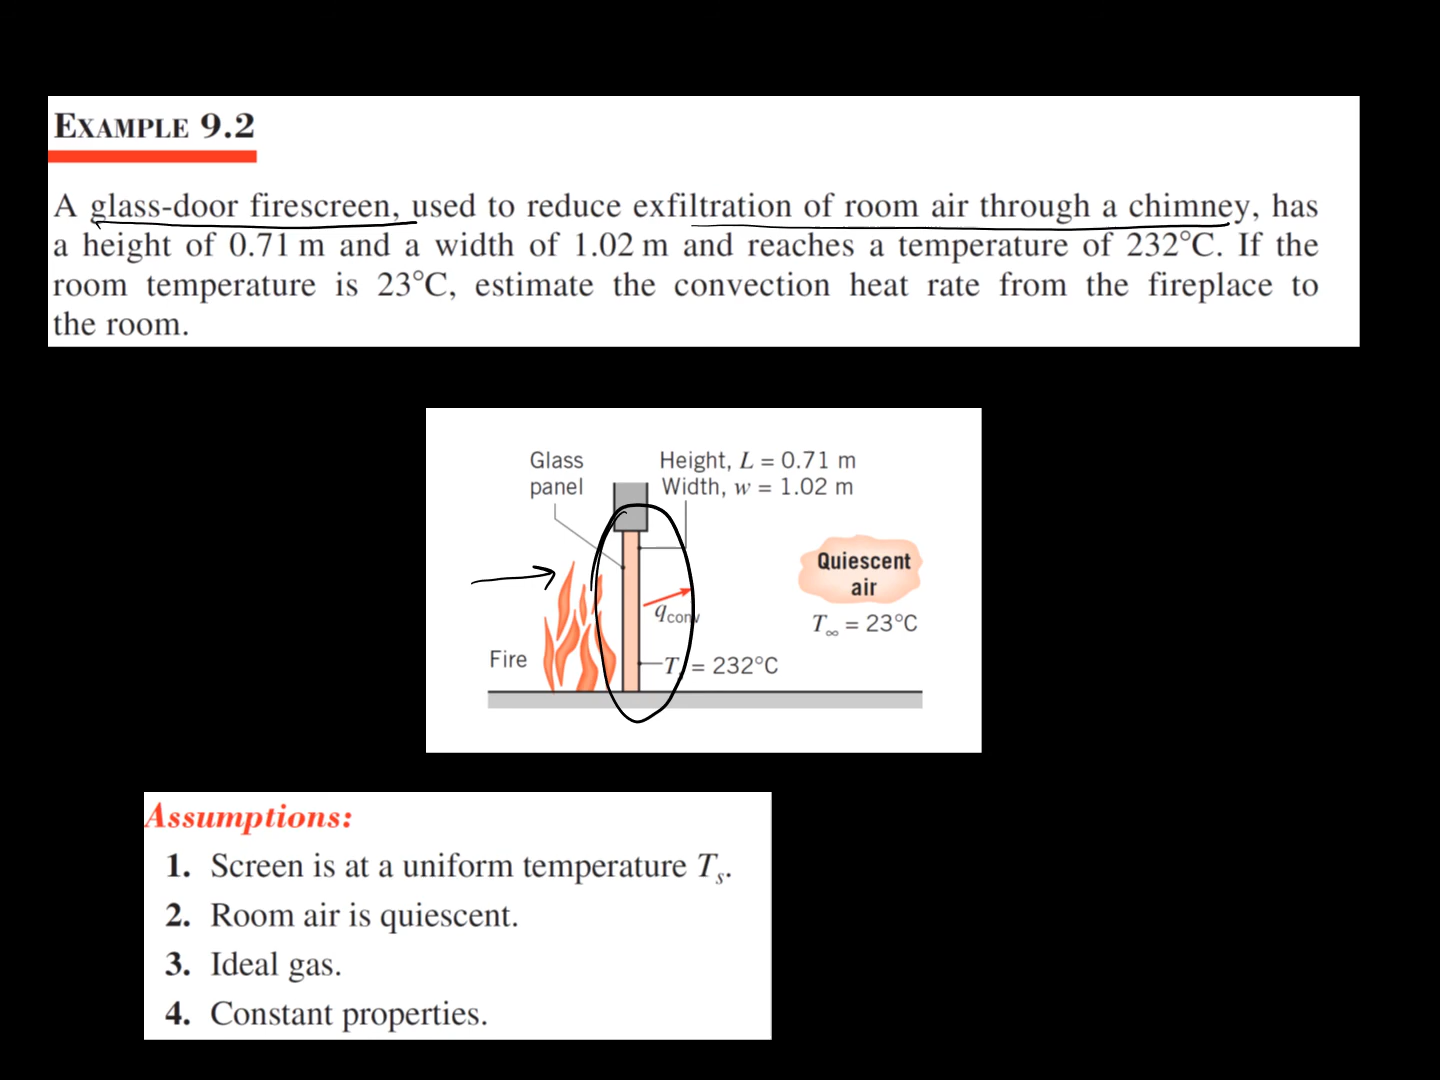 EXAMPLE 9.2
A glass-door firescreen, used to reduce exfiltration of room air through a chimney, has
a height of 0.71 m and a width of 1.02 m and reaches a temperature of 232°C. If the
room temperature is 23°C, estimate the convection heat rate from the fireplace to
the room.
Glass
panel
Height, L = 0.71 m
Width, w = 1.02 m
Quiescent
air
T∞ = 23°C
qconv
Fire
Ts = 232°C
Assumptions:
1. Screen is at a uniform temperature Ts.
2. Room air is quiescent.
3. Ideal gas.
4. Constant properties.